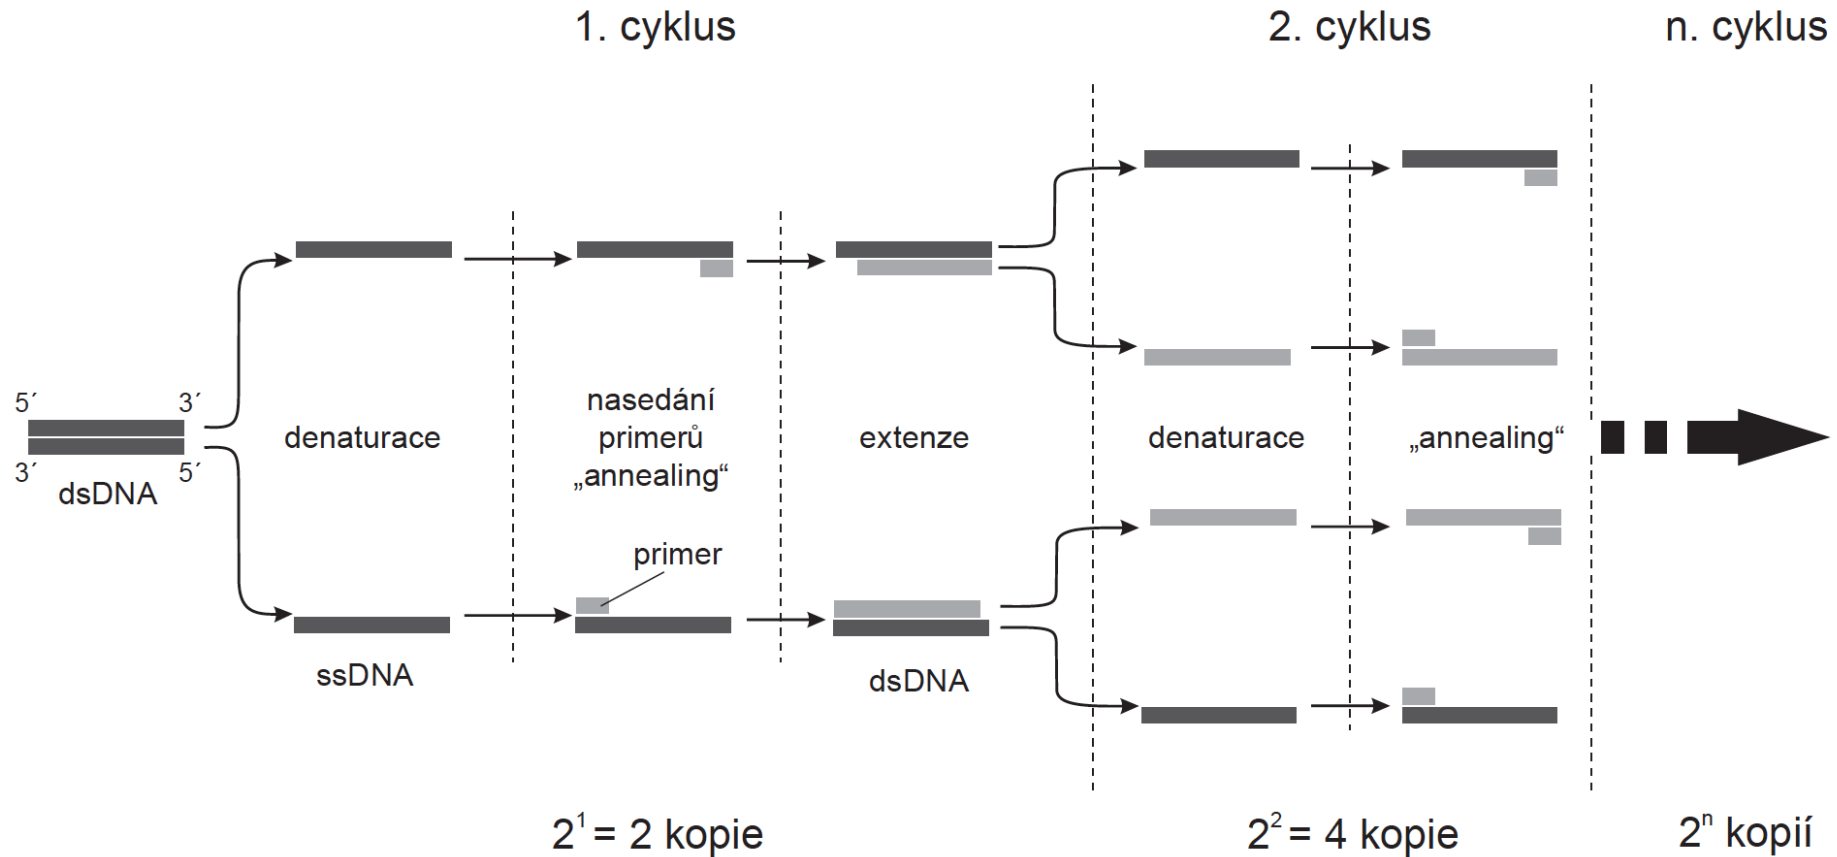 1. cyklus
2. cyklus
n. cyklus
5´
3´
3´
5´
dsDNA
denaturace
nasedání
primerů
„annealing“
extenze
denaturace
„annealing“
primer
ssDNA
dsDNA
2¹ = 2 kopie
2² = 4 kopie
2ⁿ kopií